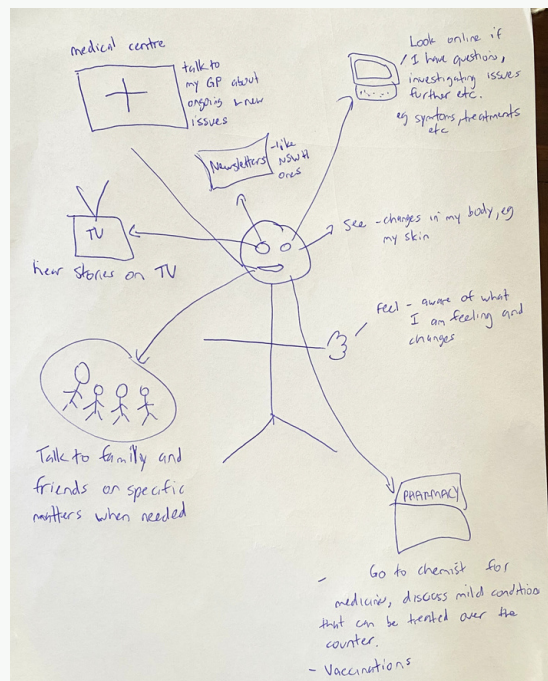 medical centre
talk to
my GP about
ongoing & new
issues
Newsletters
- like
NSWH
ones
Look online if
I have questions,
investigating issues
further etc.
eg symtoms, treatments
etc
TV
hear stories on TV
See - changes in my body, eg
my skin
Feel - aware of what
I am feeling and
changes
Talk to family and
friends on specific
matters when needed
PHARMACY
- Go to chemist for
medicine, discuss mild condition
that can be treated over the
counter.
- Vaccinations